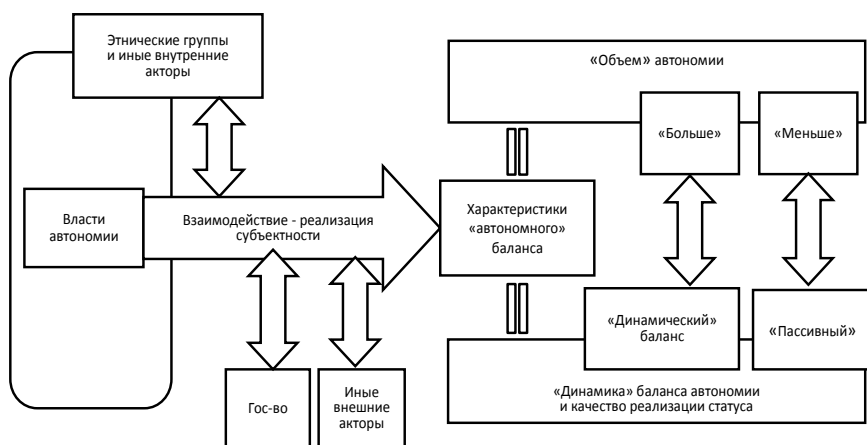 Этнические группы
и иные внутренние
акторы
«Объем» автономии
«Больше»
«Меньше»
Власти
автономии
Взаимодействие - реализация
субъектности
Характеристики
«автономного»
баланса
«Динамический»
баланс
«Пассивный»
Гос-во
Иные
внешние
акторы
«Динамика» баланса автономии
и качество реализации статуса